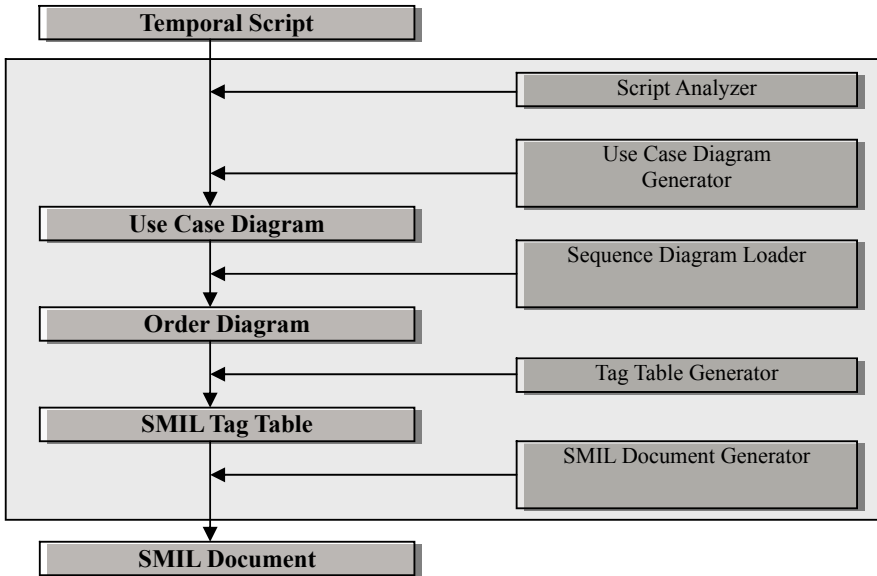 Temporal Script
Script Analyzer
Use Case Diagram
Generator
Use Case Diagram
Sequence Diagram Loader
Order Diagram
Tag Table Generator
SMIL Tag Table
SMIL Document Generator
SMIL Document